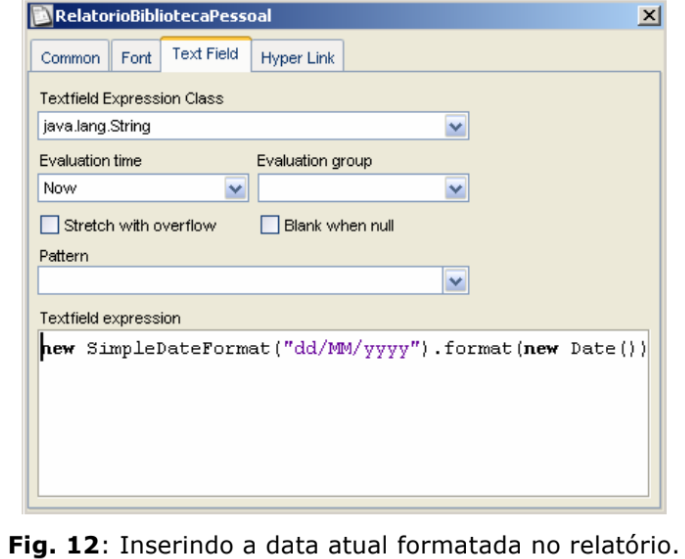 RelatorioBibliotecaPessoal
Common Font Text Field Hyper Link
Textfield Expression Class
java.lang.String
Evaluation time Evaluation group
Now
Stretch with overflow Blank when null
Pattern
Textfield expression
new SimpleDateFormat("dd/MM/yyyy").format(new Date())
Fig. 12: Inserindo a data atual formatada no relatório.